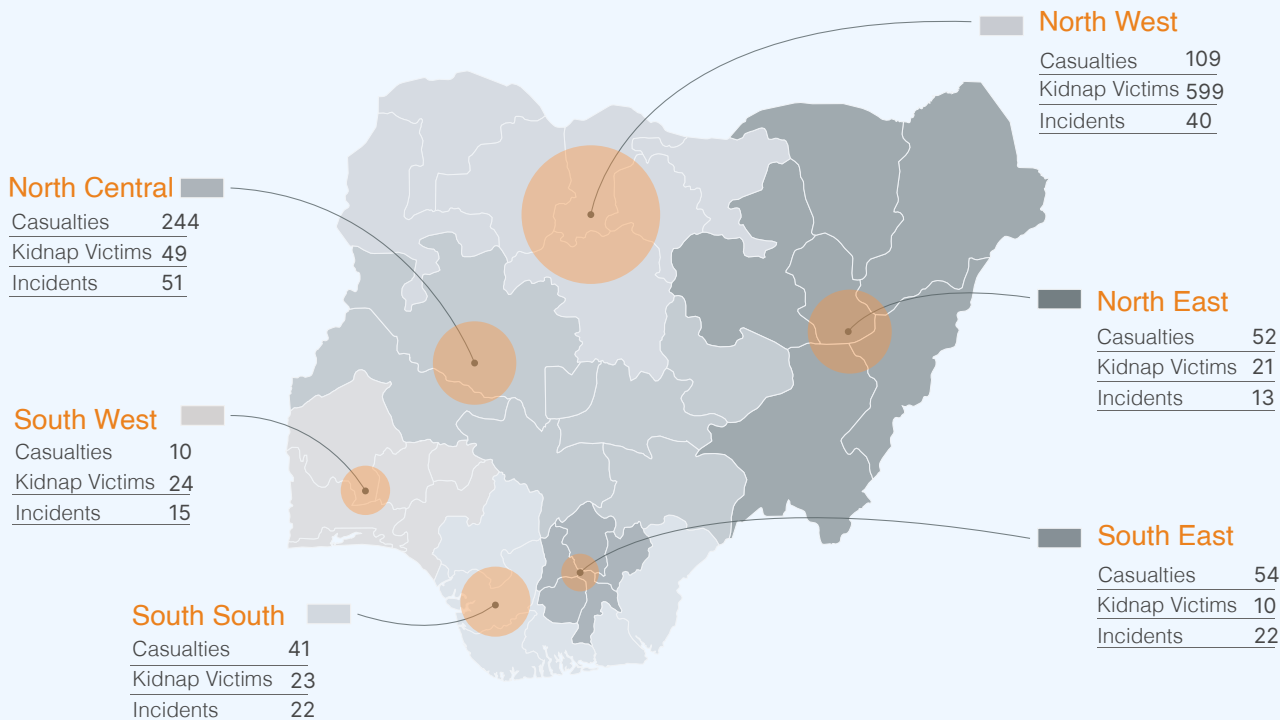 North West
Casualties 109
Kidnap Victims 599
Incidents 40
North Central
Casualties 244
Kidnap Victims 49
Incidents 51
North East
Casualties 52
Kidnap Victims 21
Incidents 13
South West
Casualties 10
Kidnap Victims 24
Incidents 15
South East
Casualties 54
Kidnap Victims 10
Incidents 22
South South
Casualties 41
Kidnap Victims 23
Incidents 22